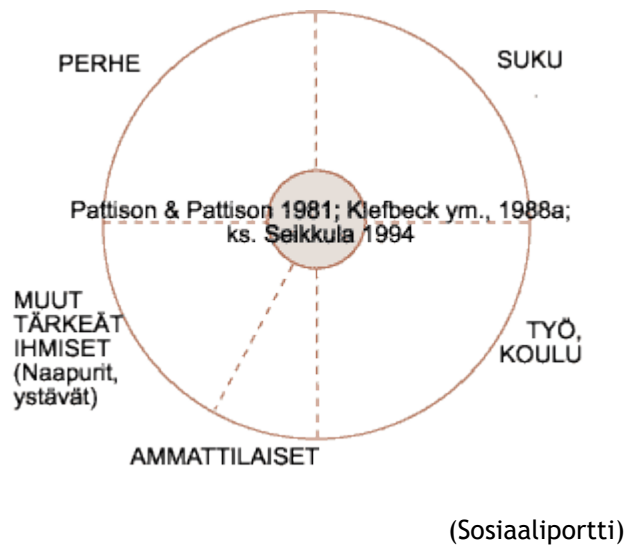 PERHE
SUKU
Pattison & Pattison 1981; Klefbeck ym., 1988a;
ks. Seikkula 1994
MUUT
TÄRKEÄT
IHMISET
(Naapurit,
ystävät)
TYÖ,
KOULU
AMMATTILAISET
(Sosiaaliportti)